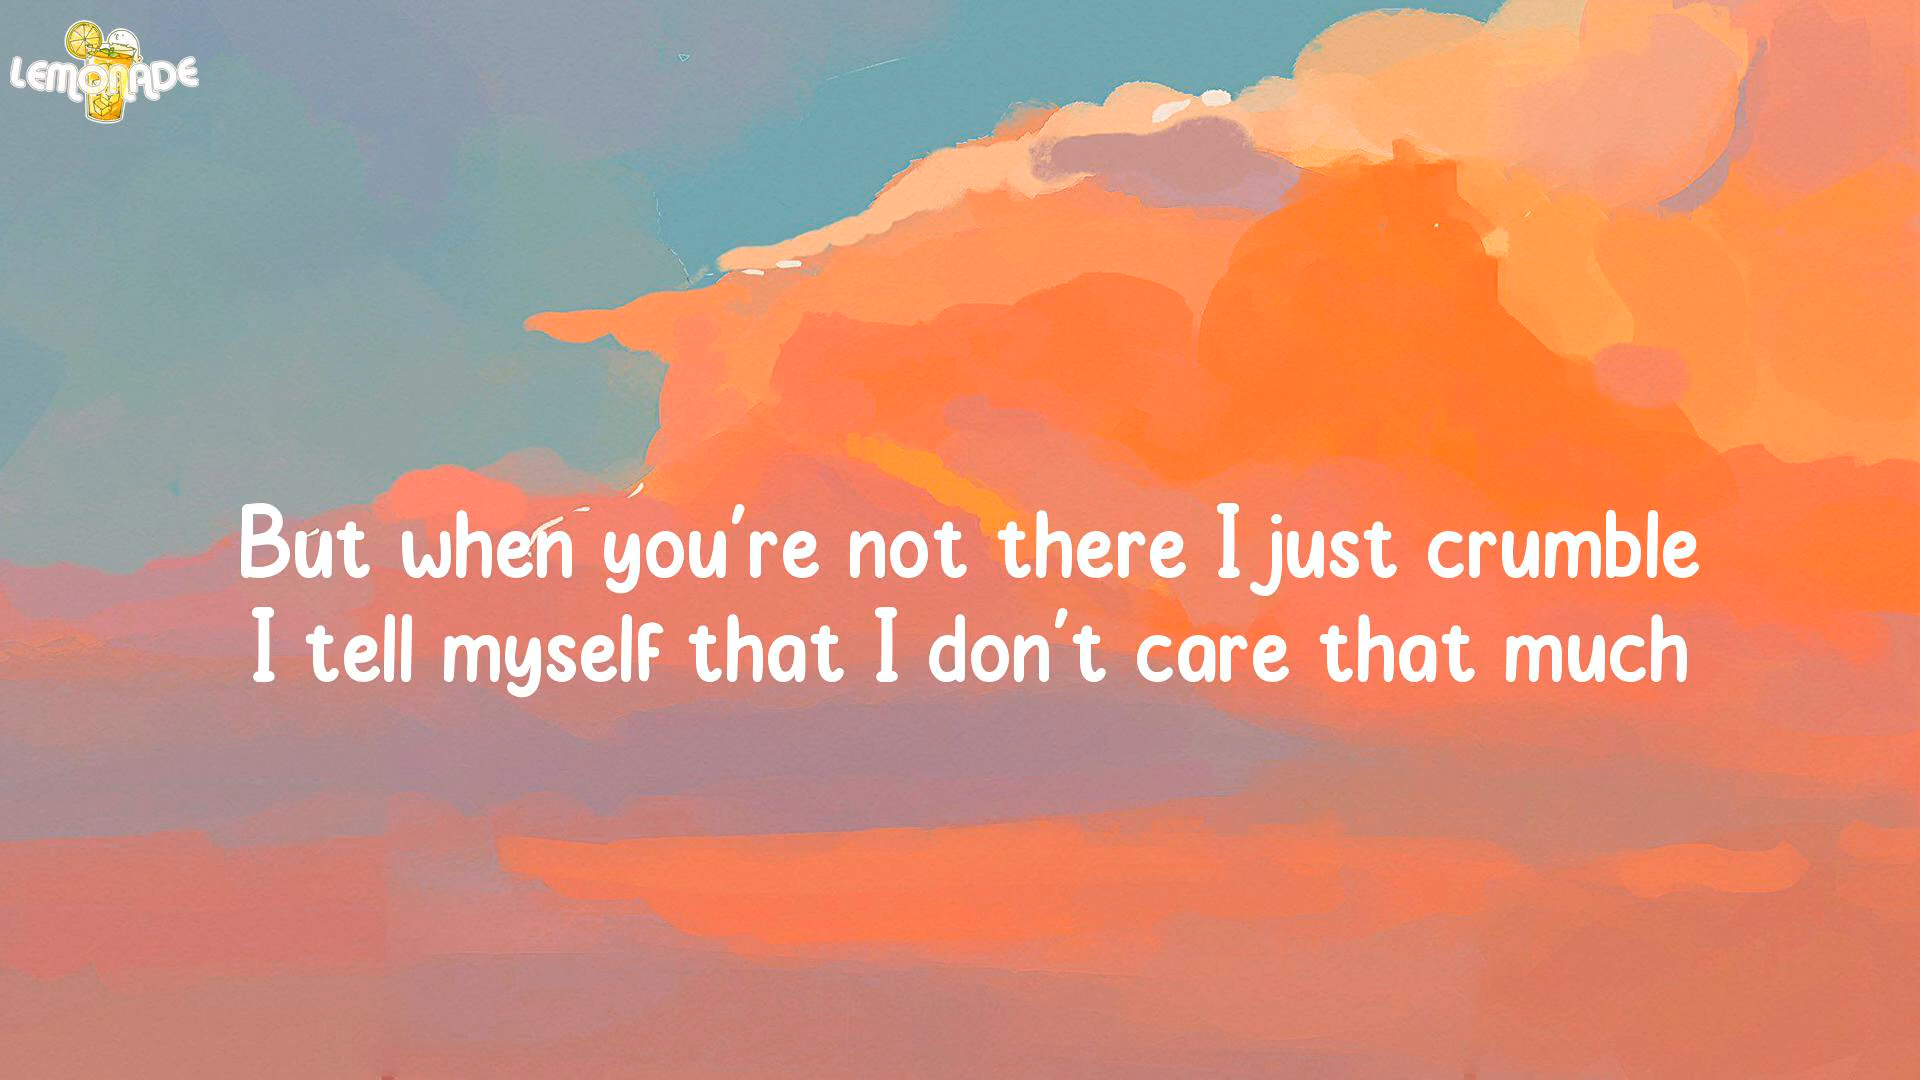 LEMONADE
But when you're not there I just crumble
I tell myself that I don't care that much